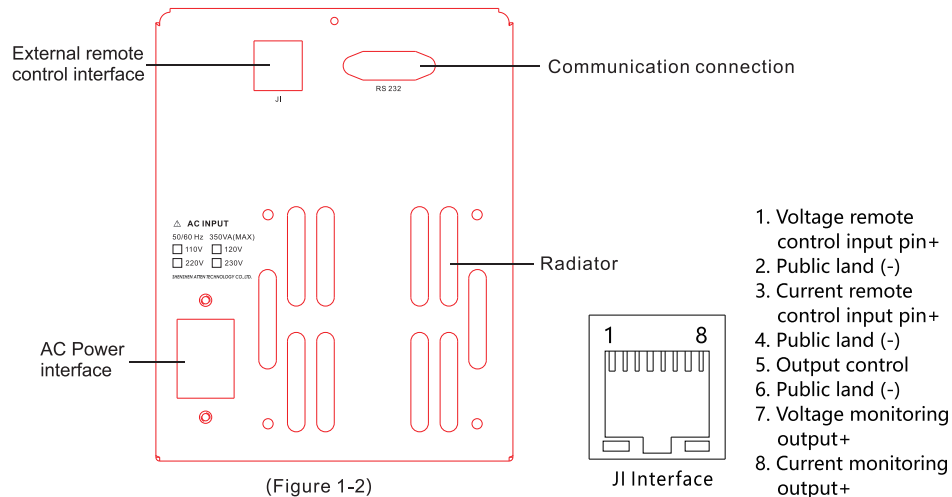 External remote
control interface
JI
RS 232
Communication connection
⚠ AC INPUT
50/60 Hz 350VA(MAX)
110V 120V
220V 230V
SHENZHEN ATTEN TECHNOLOGY CO.,LTD.
Radiator
AC Power
interface
(Figure 1-2)
1 8
JI Interface
1. Voltage remote
control input pin+
2. Public land (-)
3. Current remote
control input pin+
4. Public land (-)
5. Output control
6. Public land (-)
7. Voltage monitoring
output+
8. Current monitoring
output+